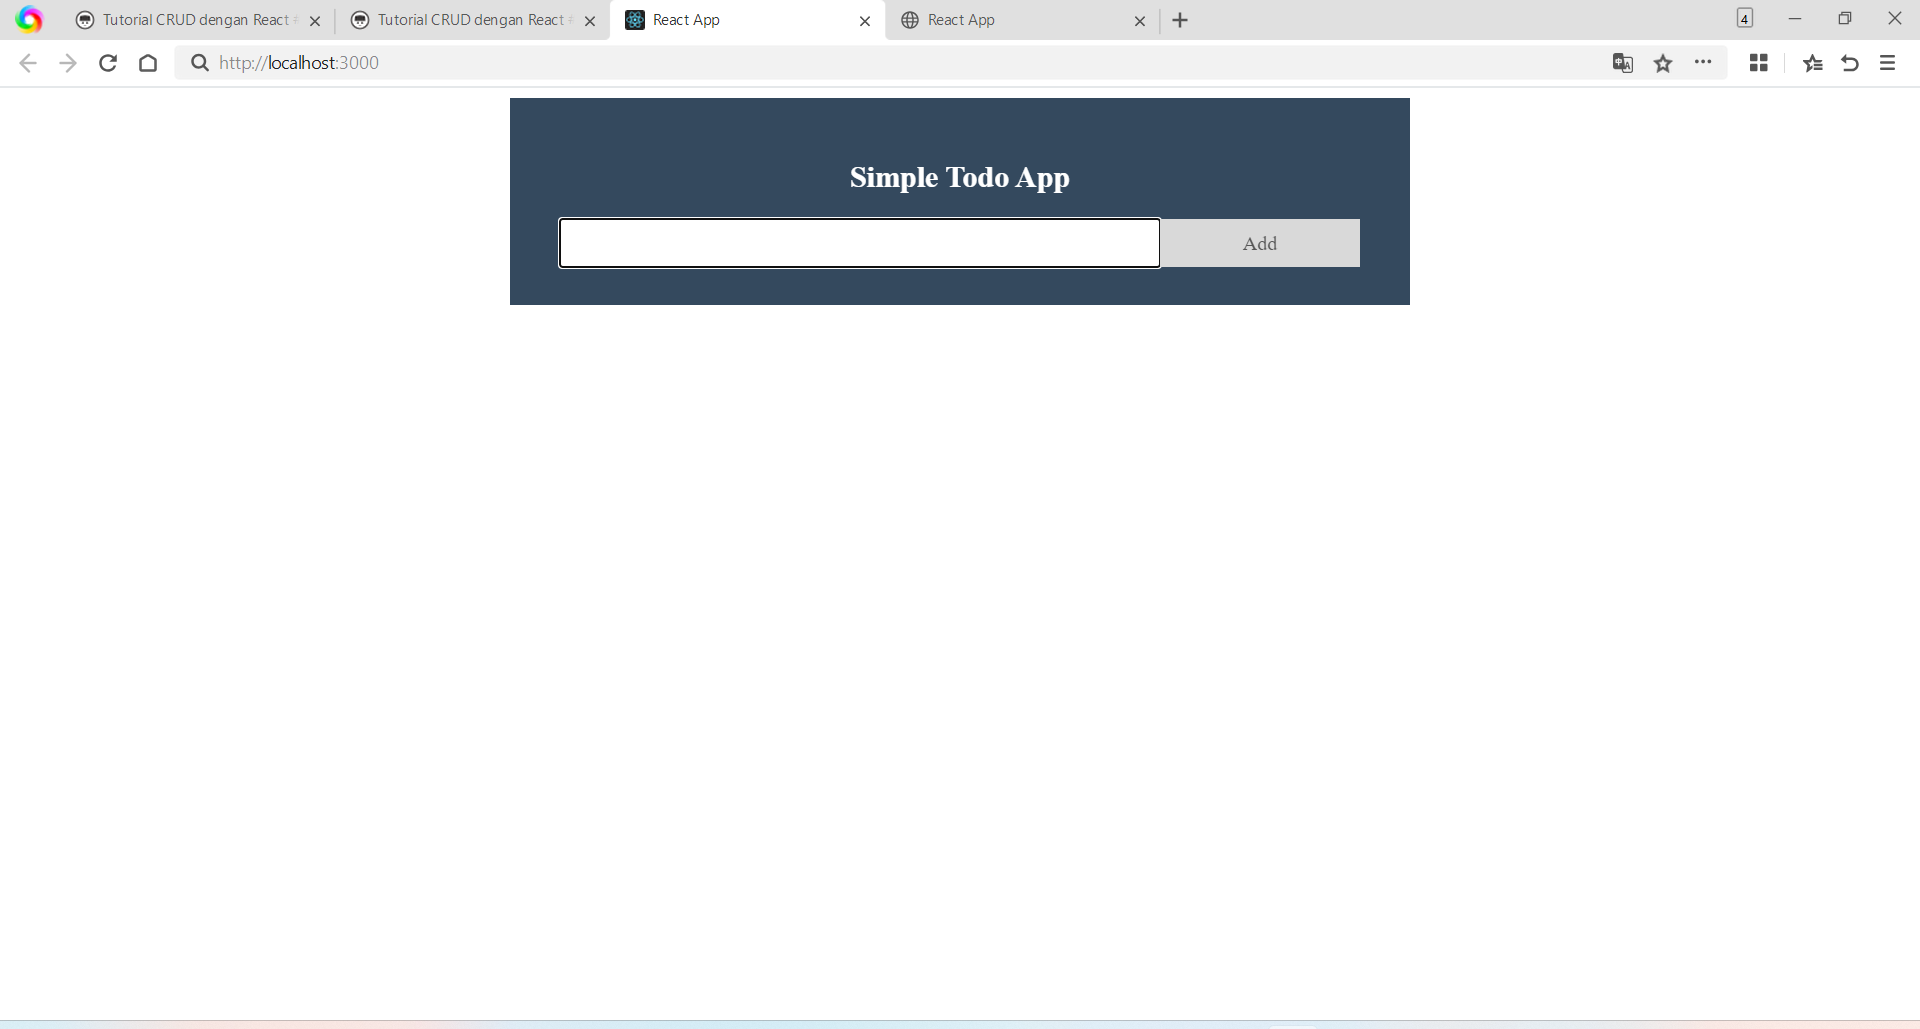 Tutorial CRUD dengan React
Tutorial CRUD dengan React
React App
React App
4
http://localhost:3000
Simple Todo App
Add